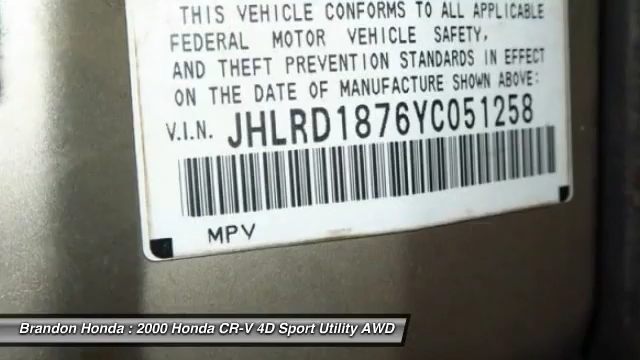 THIS VEHICLE CONFORMS TO ALL APPLICABLE
FEDERAL MOTOR VEHICLE SAFETY,
AND THEFT PREVENTION STANDARDS IN EFFECT
ON THE DATE OF MANUFACTURE SHOWN ABOVE:
V.I.N. JHLRD1876YC051258
MPV
Brandon Honda : 2000 Honda CR-V 4D Sport Utility AWD